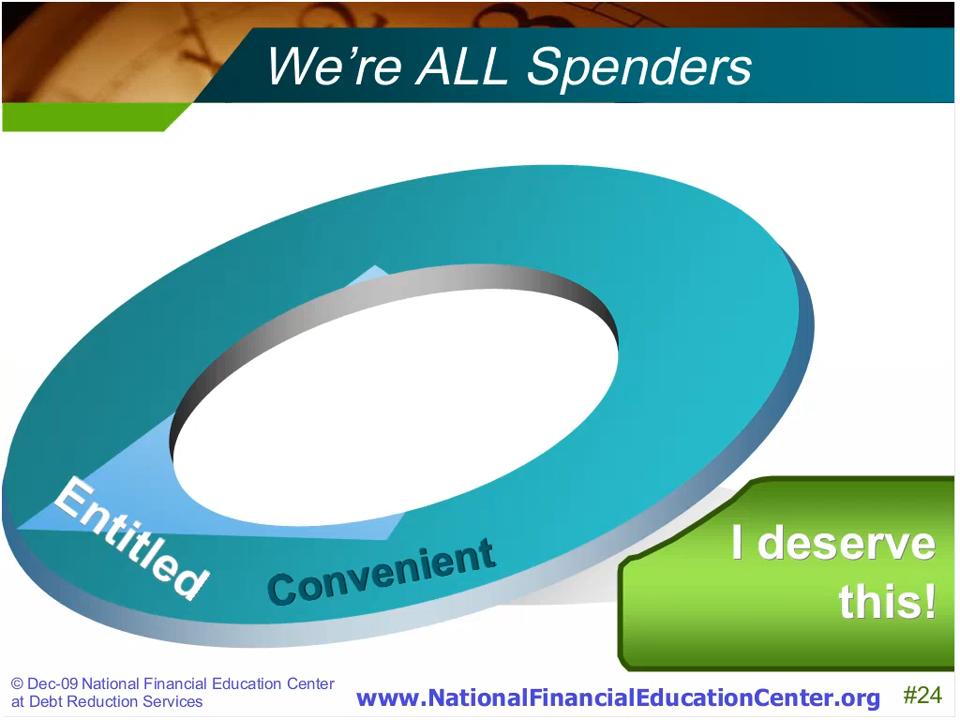 We're ALL Spenders
Entitled
Convenient
I deserve
this!
© Dec-09 National Financial Education Center
at Debt Reduction Services
www.NationalFinancialEducationCenter.org
#24